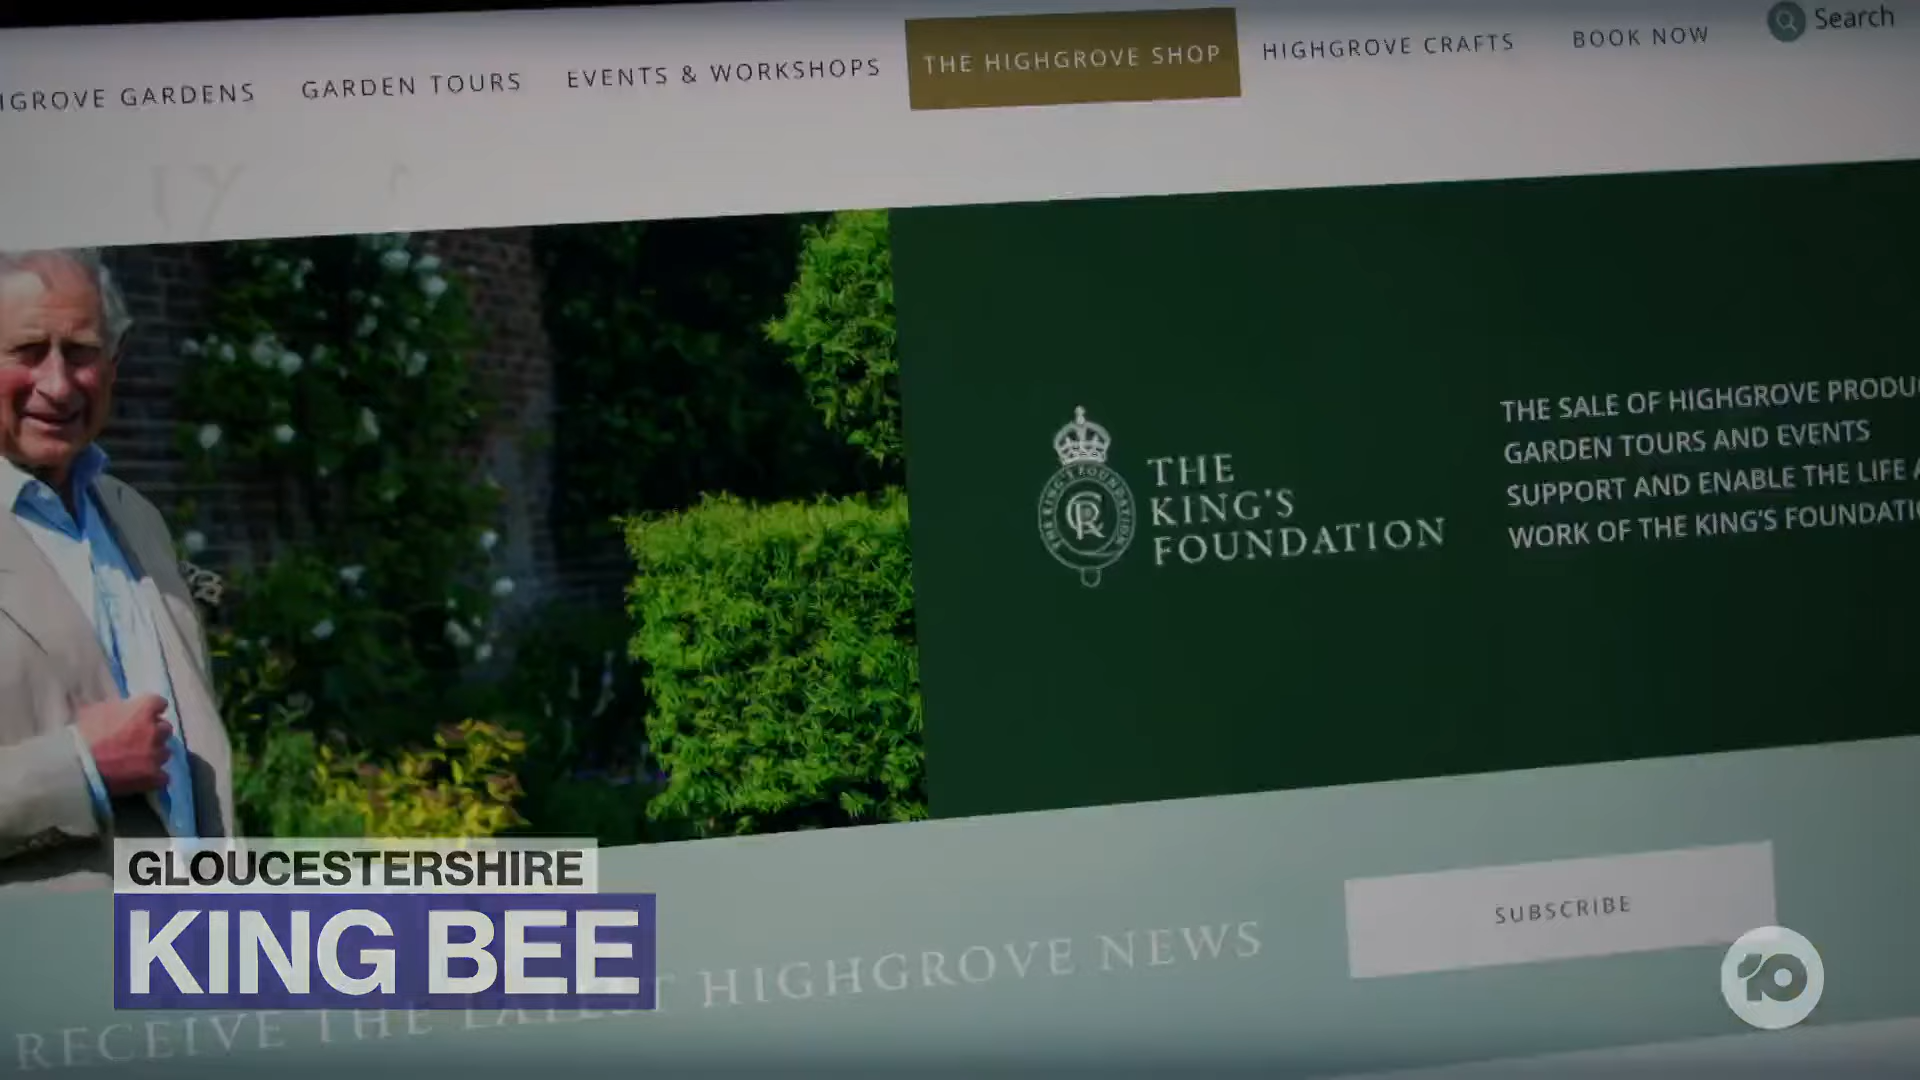 IGROVE GARDENS
GARDEN TOURS
EVENTS & WORKSHOPS
THE HIGHGROVE SHOP
HIGHGROVE CRAFTS
BOOK NOW
Search
THE
KING'S
FOUNDATION
THE SALE OF HIGHGROVE PRODU
GARDEN TOURS AND EVENTS
SUPPORT AND ENABLE THE LIFE A
WORK OF THE KING'S FOUNDATI
GLOUCESTERSHIRE
KING BEE
RECEIVE THE LATEST HIGHGROVE NEWS
SUBSCRIBE
10